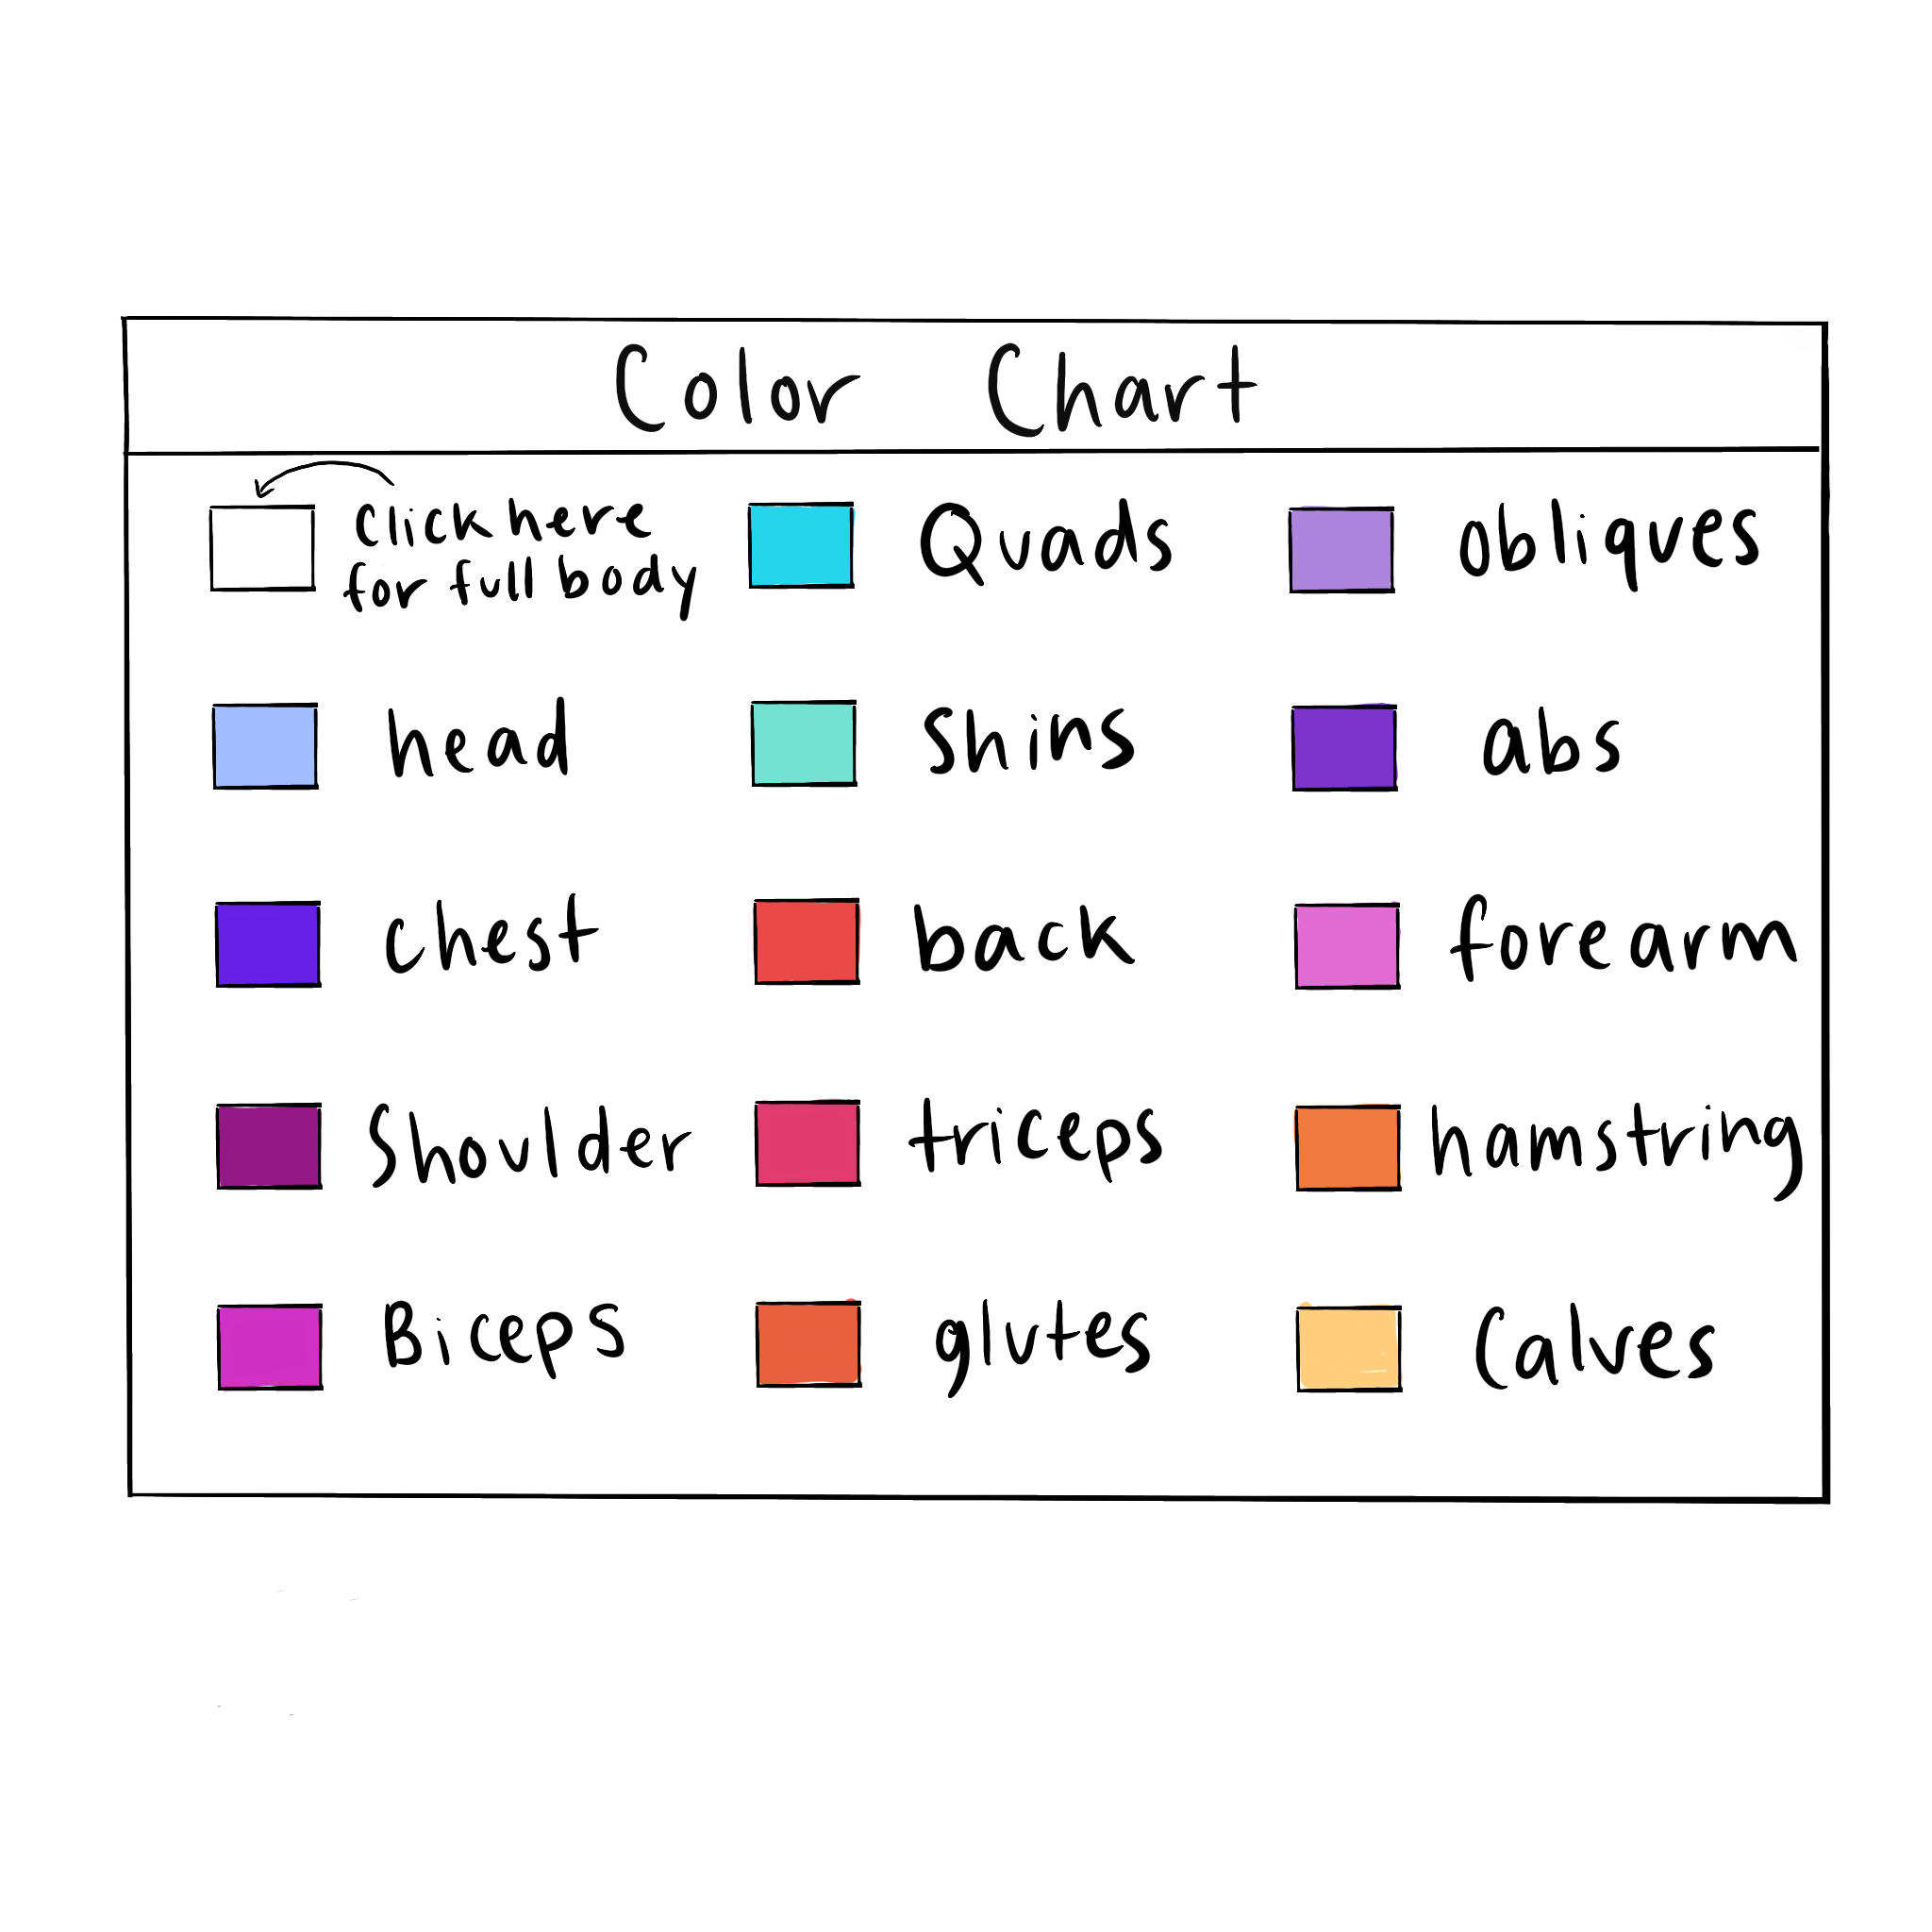 Color Chart
Click here
for full body
Quads
obliques
head
Shins
abs
Chest
back
forearm
Shoulder
triceps
hamstring
Biceps
glutes
Calves